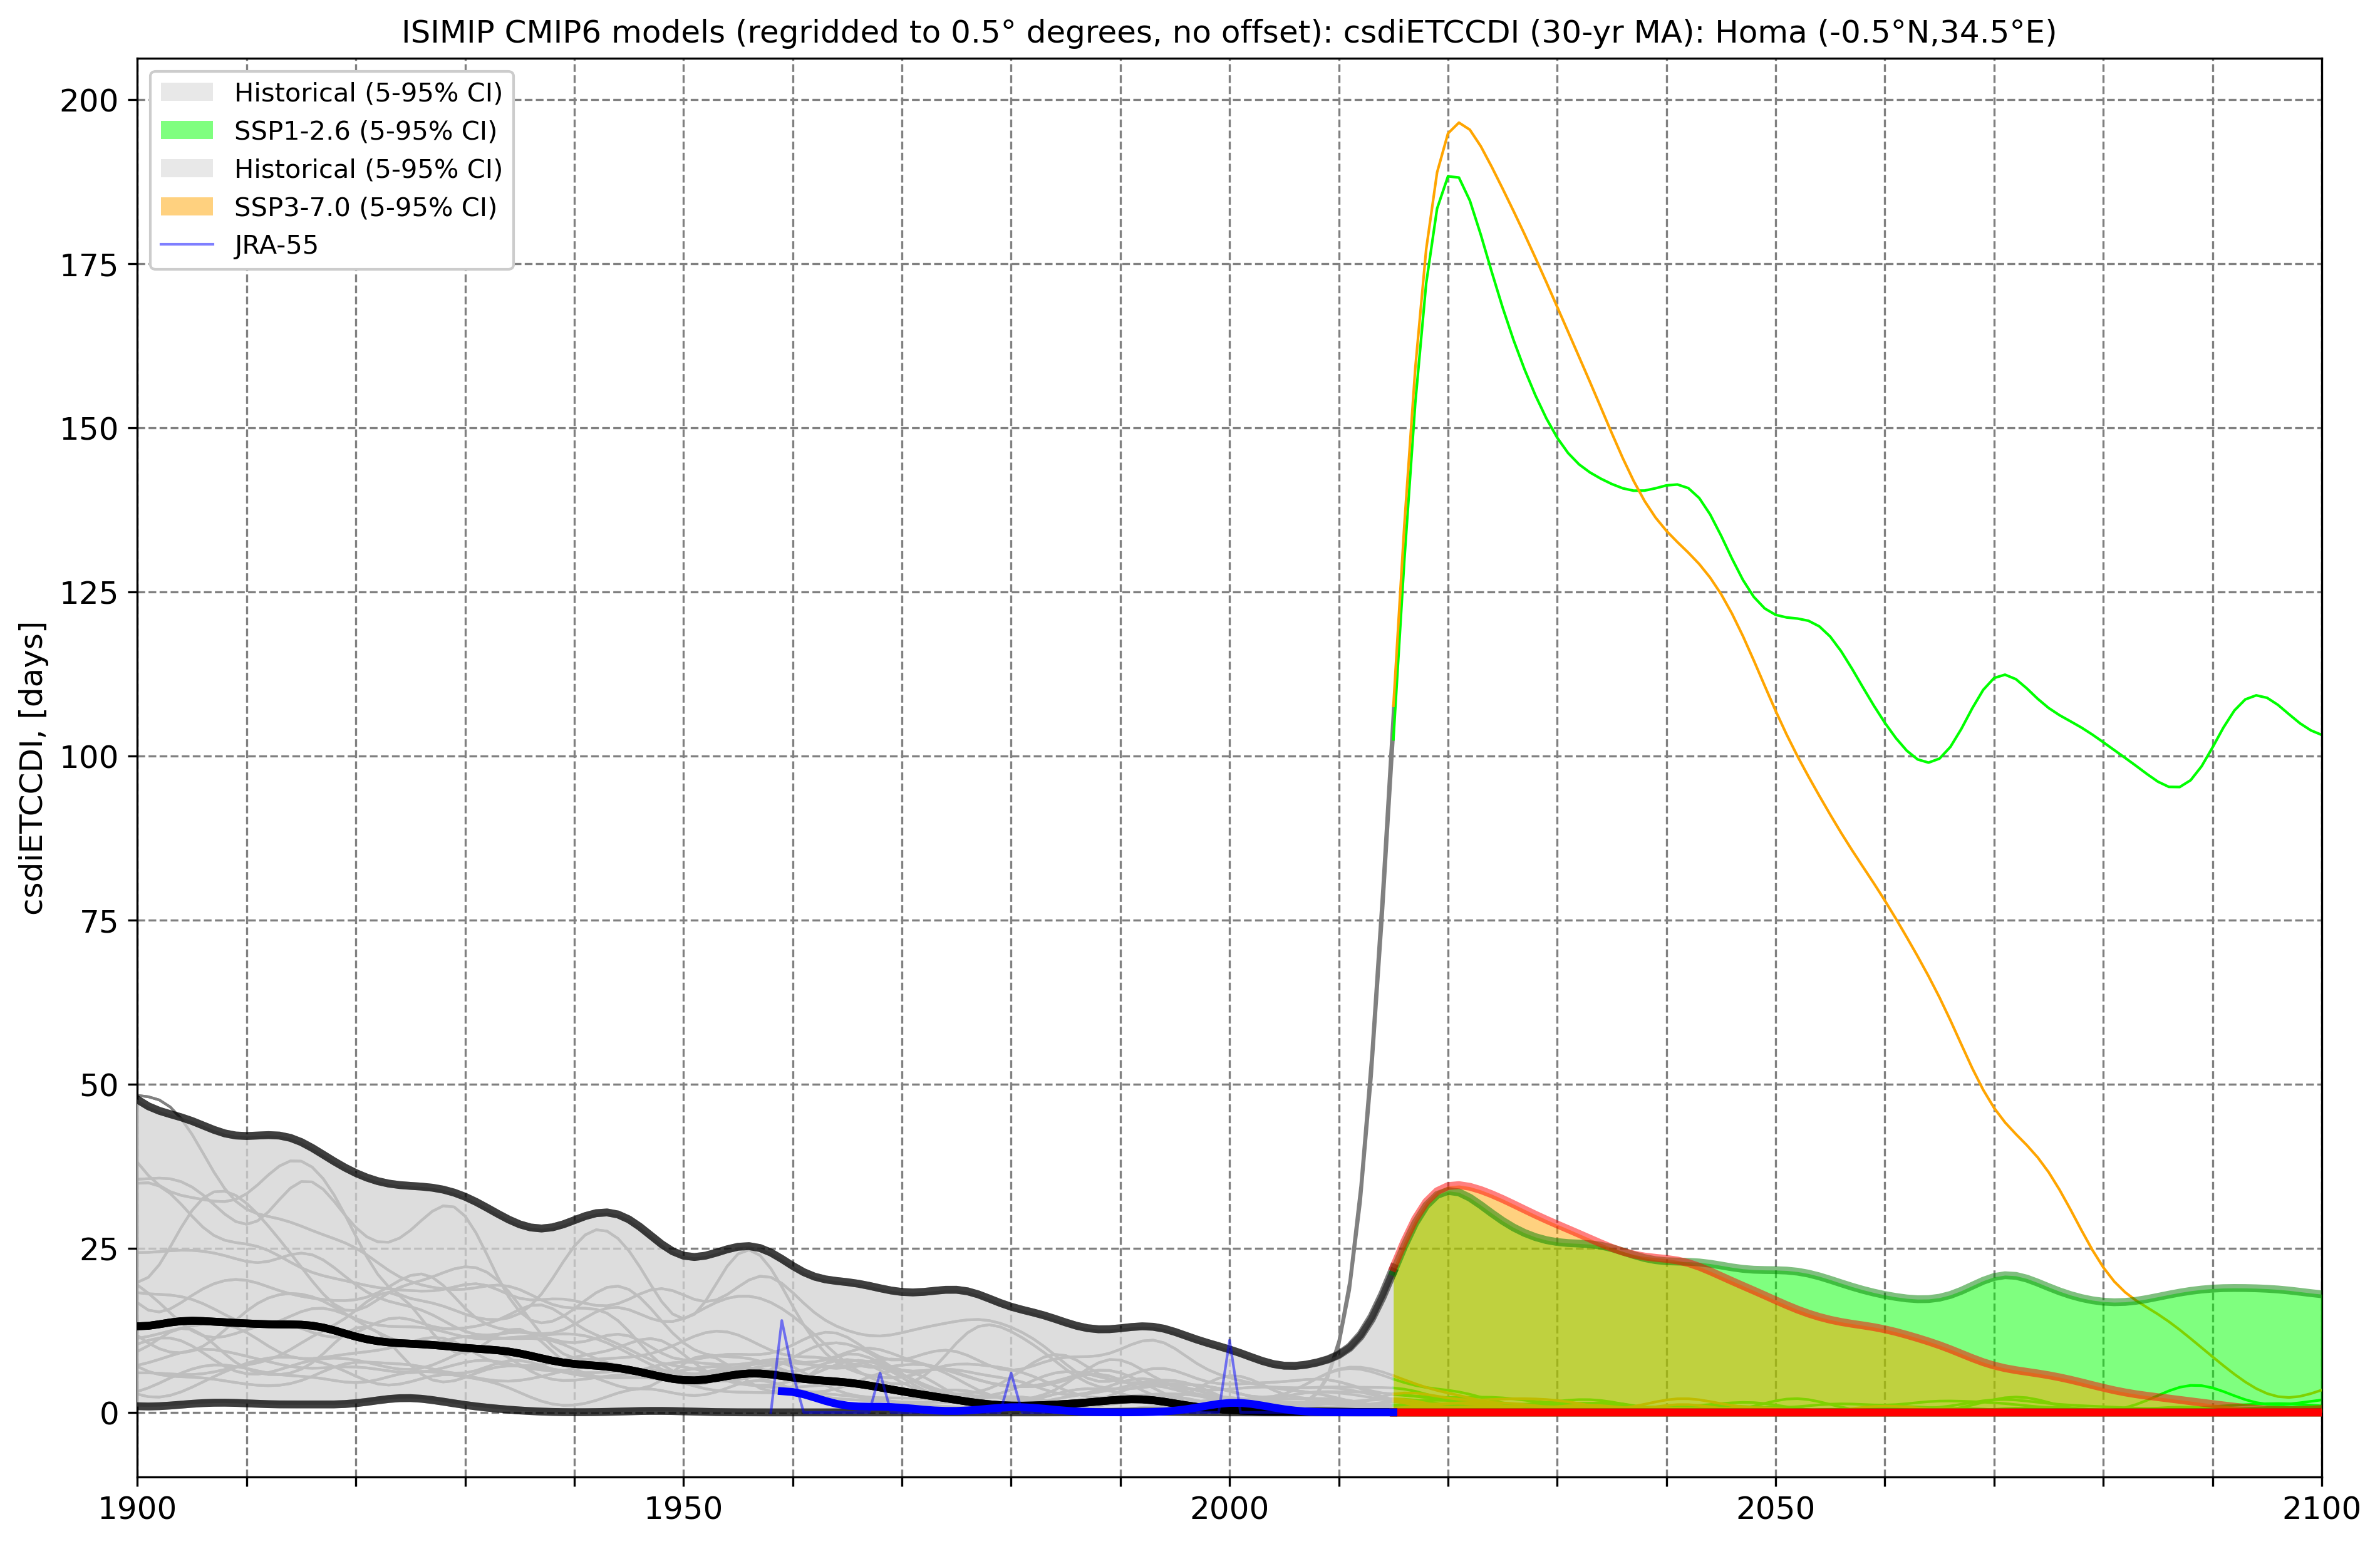 ISIMIP CMIP6 models (regridded to 0.5° degrees, no offset): csdiETCCDI (30-yr MA): Homa (-0.5°N,34.5°E)
Historical (5-95% CI)
SSP1-2.6 (5-95% CI)
Historical (5-95% CI)
SSP3-7.0 (5-95% CI)
JRA-55
csdiETCCDI, [days]
200
175
150
125
100
75
50
25
0
1900
1950
2000
2050
2100